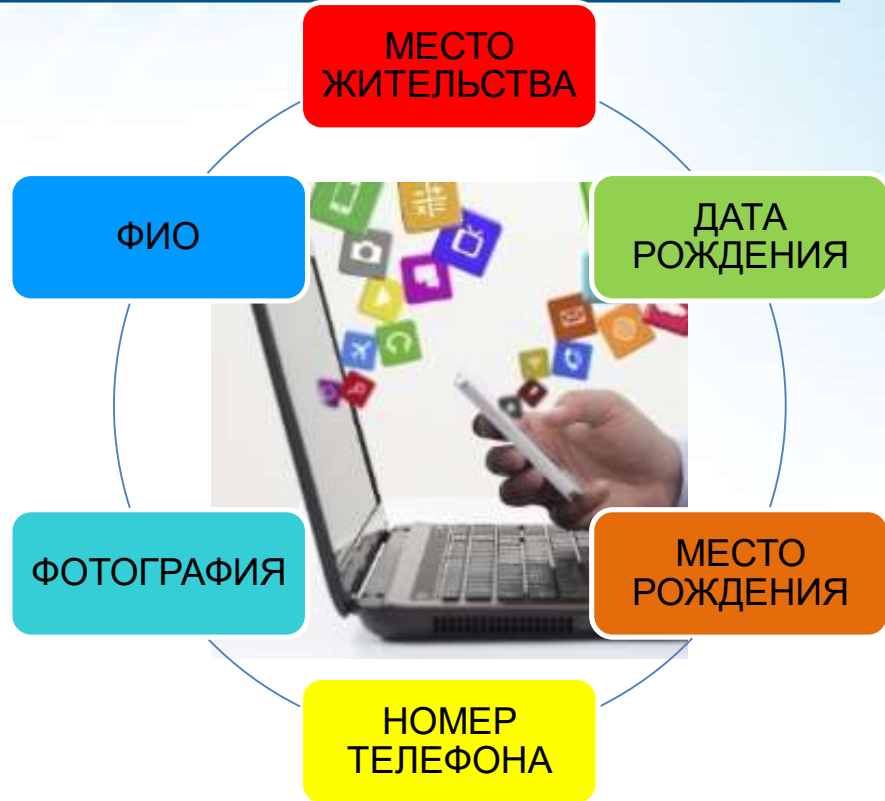 МЕСТО
ЖИТЕЛЬСТВА
ФИО
ДАТА
РОЖДЕНИЯ
ФОТОГРАФИЯ
МЕСТО
РОЖДЕНИЯ
НОМЕР
ТЕЛЕФОНА